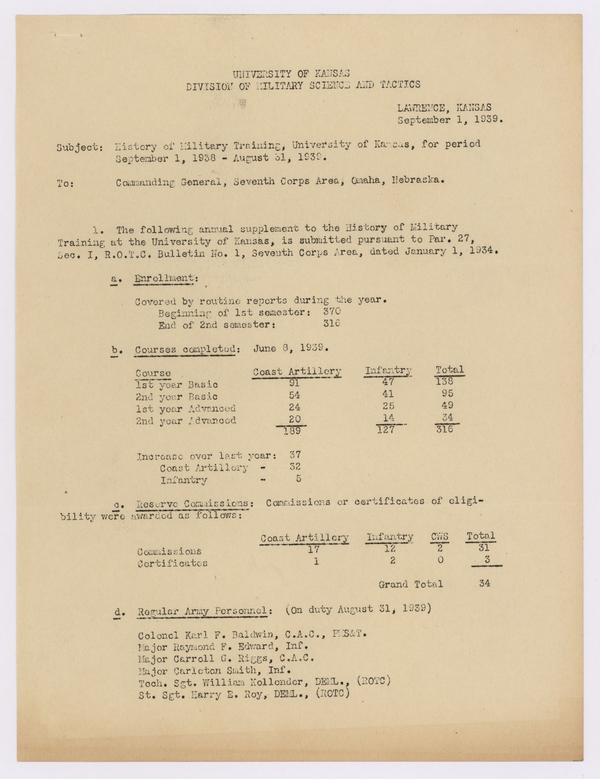 UNIVERSITY OF KANSAS
DIVISION OF MILITARY SCIENCE AND TACTICS
LAWRENCE, KANSAS
September 1, 1939.
Subject: History of Military Training, University of Kansas, for period
September 1, 1938 - August 31, 1939.
To: Commanding General, Seventh Corps Area, Omaha, Nebraska.
1. The following annual supplement to the History of Military
Training at the University of Kansas, is submitted pursuant to Par. 27,
Sec. I, R.O.T.C. Bulletin No. 1, Seventh Corps Area, dated January 1, 1934.
a. Enrollment:
Covered by routine reports during the year.
Beginning of 1st semester: 370
End of 2nd semester: 316
b. Courses completed: June 8, 1939.
Course Coast Artillery Infantry Total
1st year Basic 91 47 138
2nd year Basic 54 41 95
1st year Advanced 24 25 49
2nd year Advanced 20 14 34
189 127 316
Increase over last year: 37
Coast Artillery - 32
Infantry - 5
c. Reserve Commissions: Commissions or certificates of eligi-
bility were awarded as follows:
Coast Artillery Infantry CWS Total
Commissions 17 12 2 31
Certificates 1 2 0 3
Grand Total 34
d. Regular Army Personnel: (On duty August 31, 1939)
Colonel Karl F. Baldwin, C.A.C., PMS&T.
Major Raymond F. Edward, Inf.
Major Carroll G. Riggs, C.A.C.
Major Carleton Smith, Inf.
Tech. Sgt. William Kollender, DEML., (ROTC)
St. Sgt. Harry E. Roy, DEML., (ROTC)